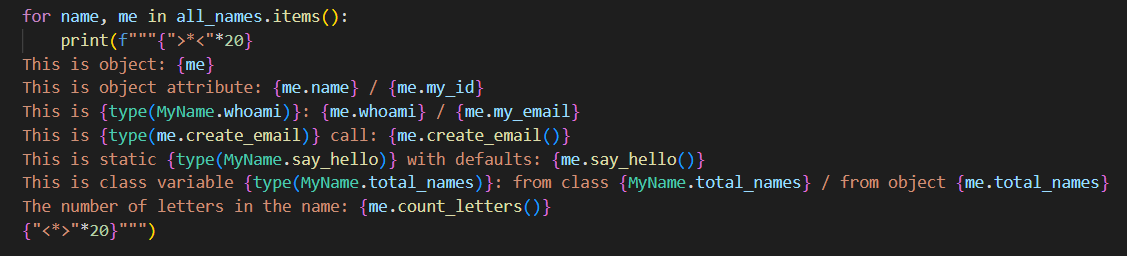 for name, me in all_names.items():
    print(f"""{">*<"*20}
This is object: {me}
This is object attribute: {me.name} / {me.my_id}
This is {type(MyName.whoami)}: {me.whoami} / {me.my_email}
This is {type(me.create_email)} call: {me.create_email()}
This is static {type(MyName.say_hello)} with defaults: {me.say_hello()}
This is class variable {type(MyName.total_names)}: from class {MyName.total_names} / from object {me.total_names}
The number of letters in the name: {me.count_letters()}
{"<*>"*20}""")